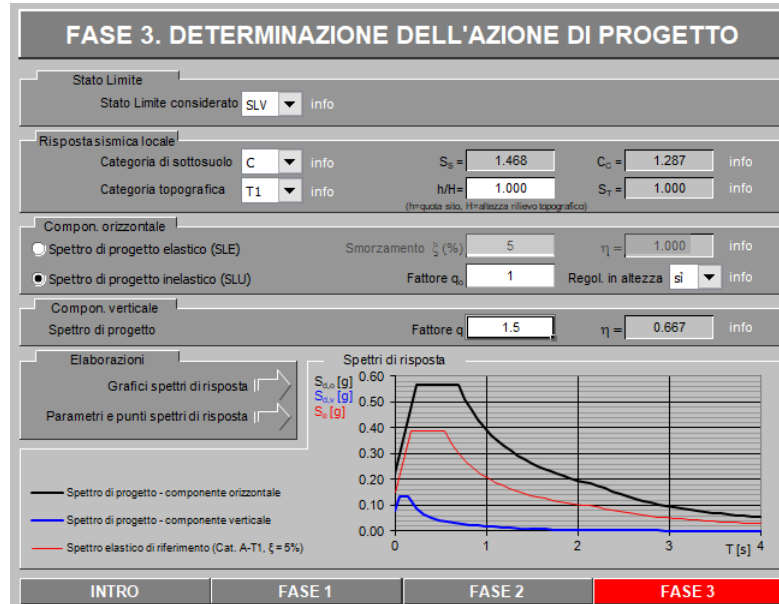 FASE 3. DETERMINAZIONE DELL'AZIONE DI PROGETTO
Stato Limite
Stato Limite considerato SLV info
Risposta sismica locale
Categoria di sottosuolo C info SS = 1.468 CC = 1.287 info
Categoria topografica T1 info h/H= 1.000 ST = 1.000 info
(h=quota sito, H=altezza rilievo topografico)
Compon. orizzontale
Spettro di progetto elastico (SLE) Smorzamento ξ (%) 5 η = 1.000 info
Spettro di progetto inelastico (SLU) Fattore qo 1 Regol. in altezza sì info
Compon. verticale
Spettro di progetto Fattore q 1.5 η = 0.667 info
Elaborazioni
Grafici spettri di risposta
Parametri e punti spettri di risposta
Spettri di risposta
Sd,o [g]
Sd,v [g]
Se [g]
0.60
0.50
0.40
0.30
0.20
0.10
0.00
0 1 2 3 T [s] 4
Spettro di progetto - componente orizzontale
Spettro di progetto - componente verticale
Spettro elastico di riferimento (Cat. A-T1, ξ = 5%)
INTRO FASE 1 FASE 2 FASE 3